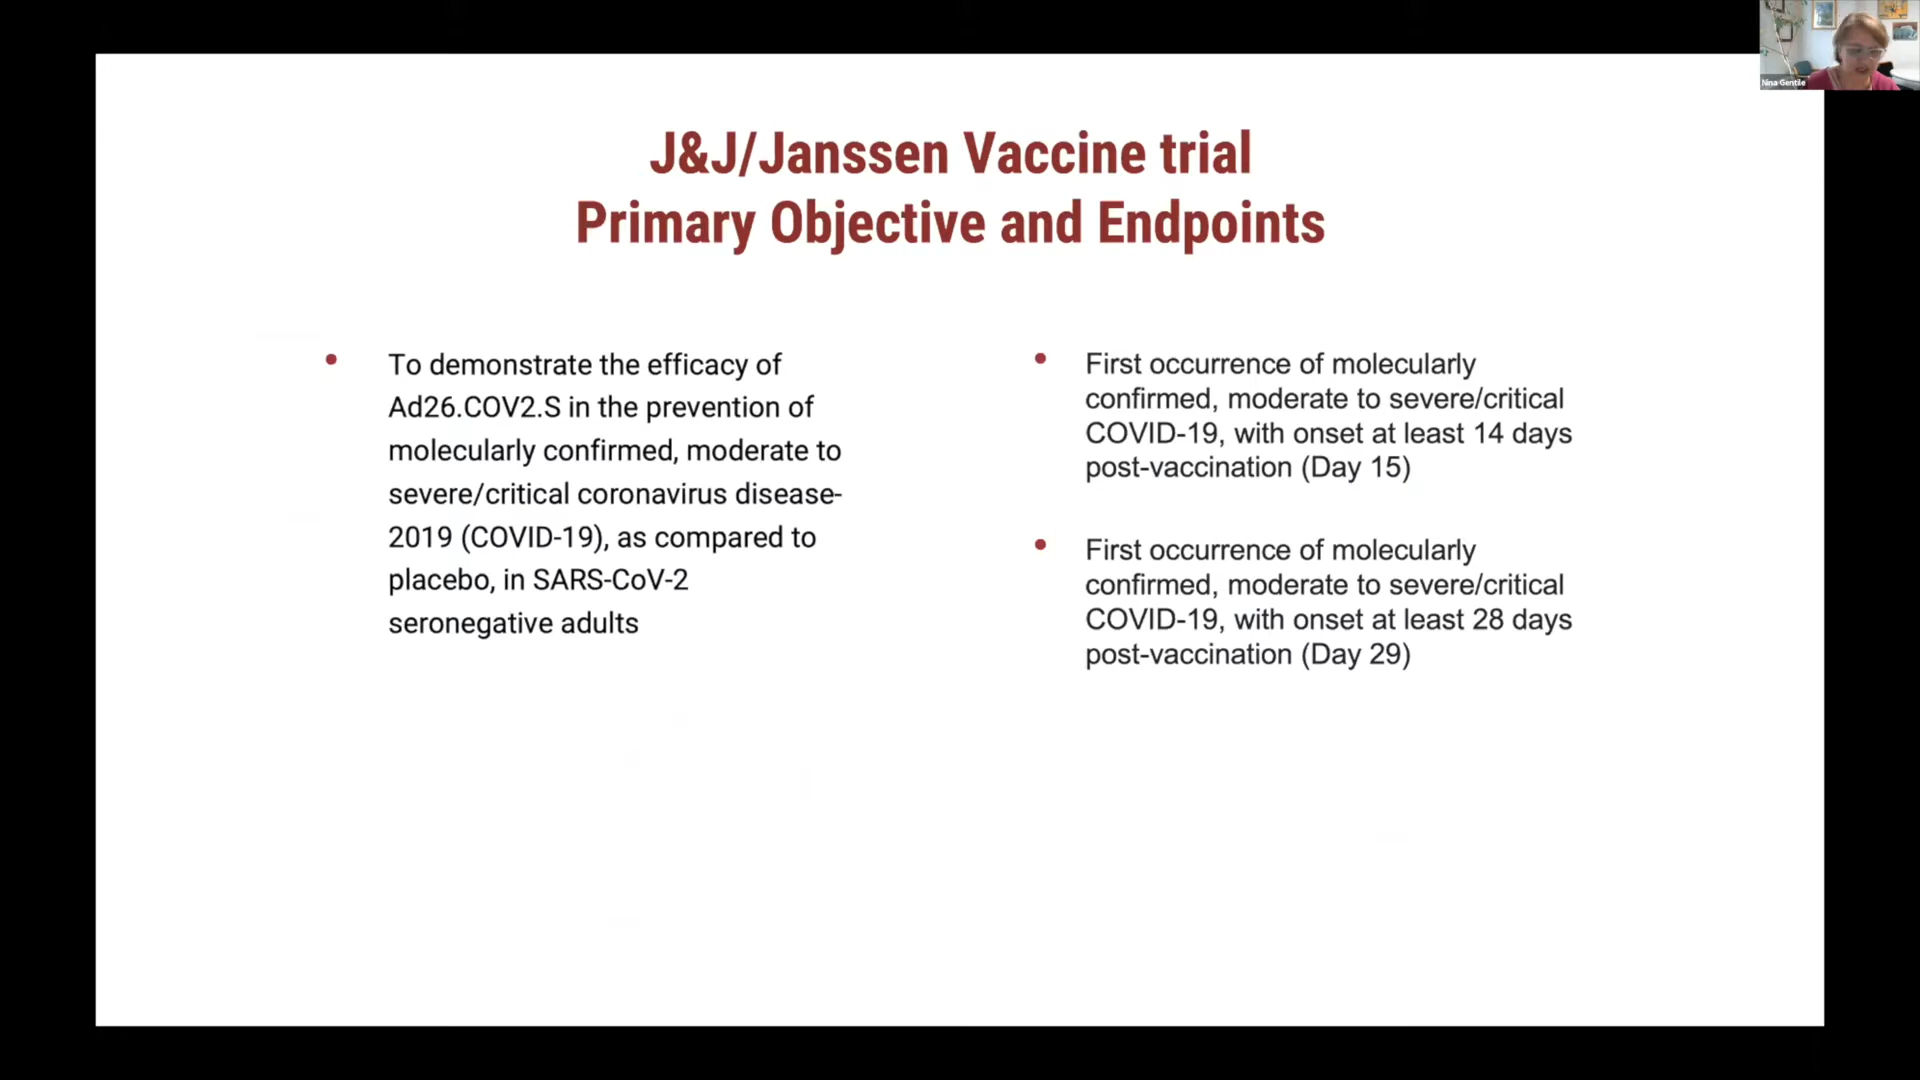 J&J/Janssen Vaccine trial
Primary Objective and Endpoints
• To demonstrate the efficacy of
Ad26.COV2.S in the prevention of
molecularly confirmed, moderate to
severe/critical coronavirus disease-
2019 (COVID-19), as compared to
placebo, in SARS-CoV-2
seronegative adults
• First occurrence of molecularly
confirmed, moderate to severe/critical
COVID-19, with onset at least 14 days
post-vaccination (Day 15)
• First occurrence of molecularly
confirmed, moderate to severe/critical
COVID-19, with onset at least 28 days
post-vaccination (Day 29)
Nina Gentile